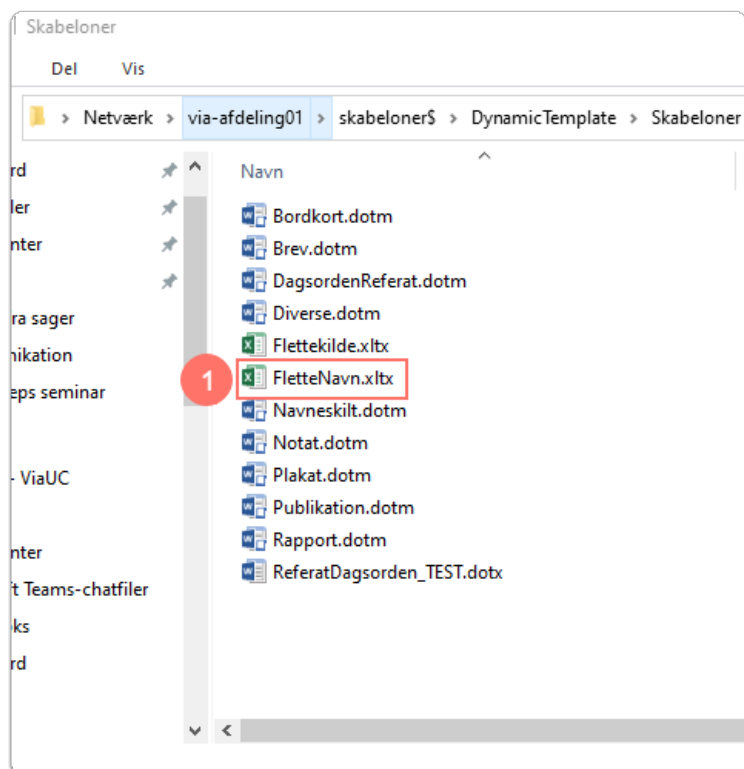 Skabeloner
Del Vis
> Netværk > via-afdeling01 > skabeloner$ > DynamicTemplate > Skabeloner
rd
ler
nter
ra sager
nikation
eps seminar
- ViaUC
nter
't Teams-chatfiler
ks
rd
Navn
Bordkort.dotm
Brev.dotm
DagsordenReferat.dotm
Diverse.dotm
Flettekilde.xltx
1 FletteNavn.xltx
Navneskilt.dotm
Notat.dotm
Plakat.dotm
Publikation.dotm
Rapport.dotm
ReferatDagsorden_TEST.dotx